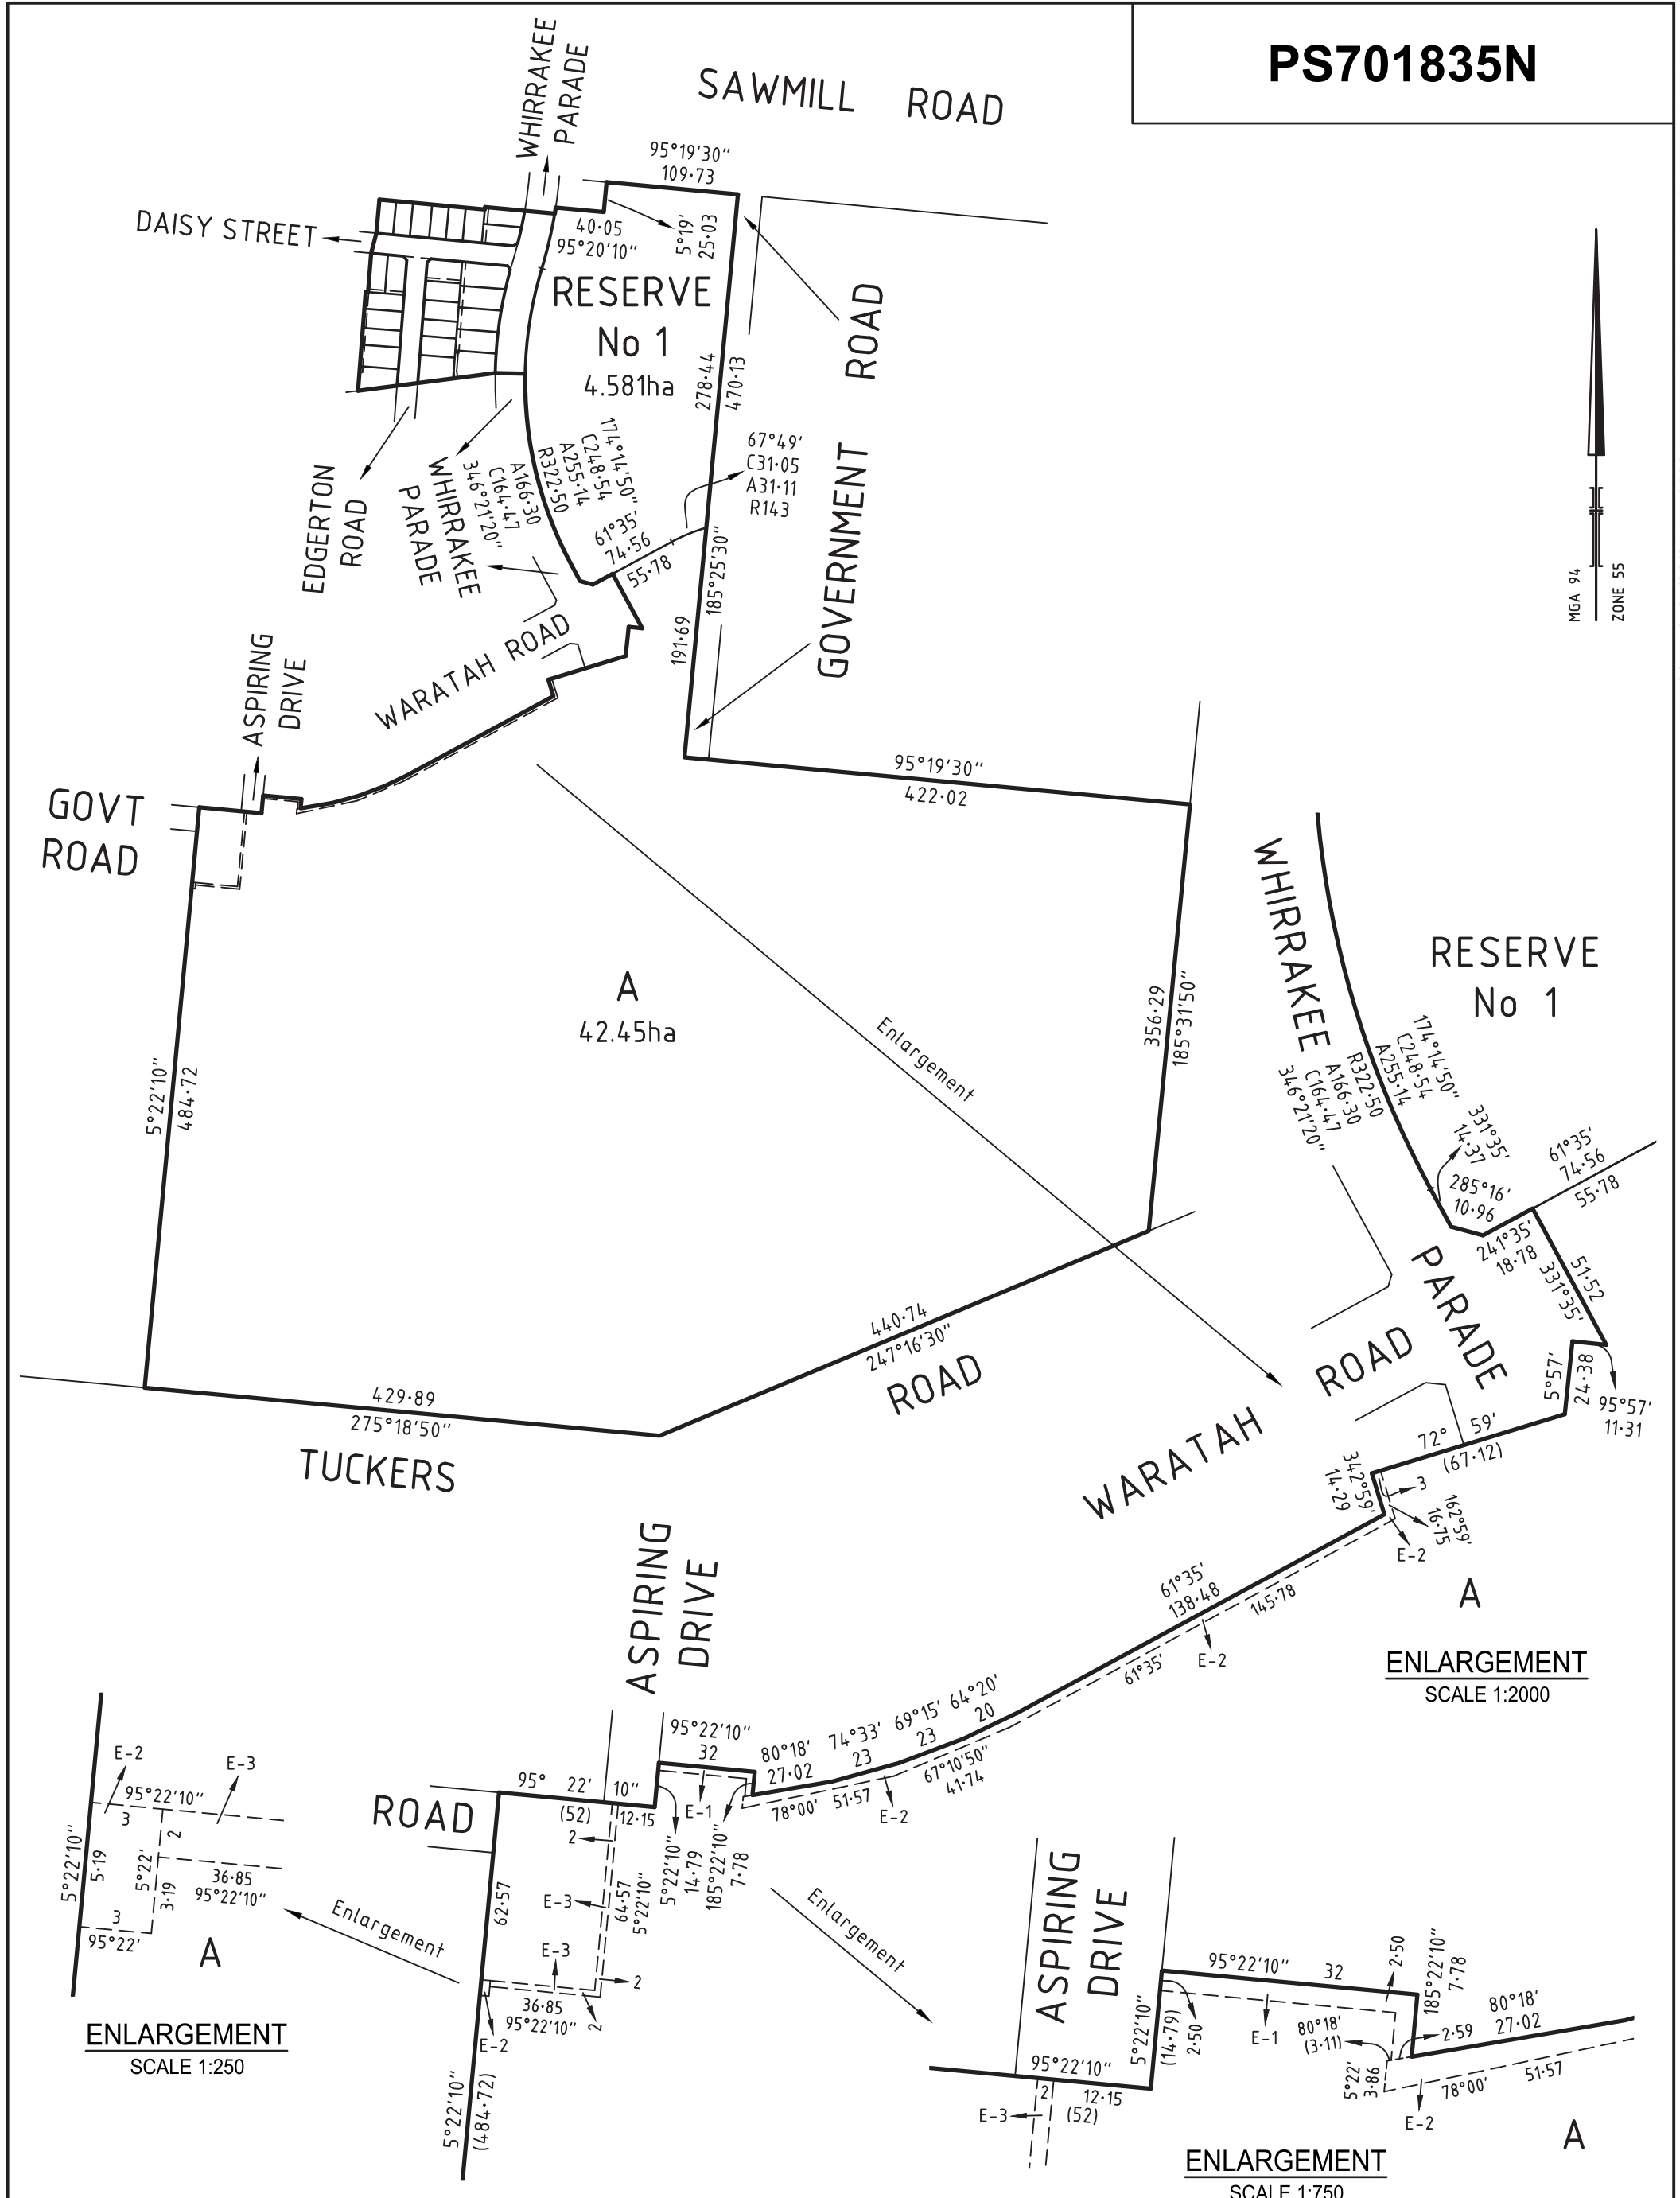 PS701835N
WHIRRAKEE
PARADE
SAWMILL ROAD
95°19'30"
109·73
DAISY STREET
40·05
95°20'10"
5°19'
25·03
RESERVE
No 1
4.581ha
278·44
470·13
GOVERNMENT ROAD
67°49'
C31·05
A31·11
R143
174°14'50"
C248·54
A255·14
R322·50
A166·30
C164·47
346°21'20"
WHIRRAKEE
PARADE
EDGERTON
ROAD
61°35'
74·56
55·78
185°25'30"
191·69
MGA 94
ZONE 55
WARATAH ROAD
ASPIRING
DRIVE
GOVT
ROAD
95°19'30"
422·02
A
42.45ha
Enlargement
356·29
185°31'50"
5°22'10"
484·72
440·74
247°16'30"
ROAD
429·89
275°18'50"
TUCKERS
WHIRRAKEE
PARADE
RESERVE
No 1
174°14'50"
C248·54
A255·14
R322·50
A166·30
C164·47
346°21'20"
331°35'
14·37
285°16'
10·96
61°35'
74·56
55·78
241°35'
18·78
51·52
331°35'
5°57'
24·38
95°57'
11·31
WARATAH ROAD
72° 59'
(67·12)
342°59'
14·29
3
162°59'
16·75
E-2
A
61°35'
138·48
145·78
61°35'
E-2
ENLARGEMENT
SCALE 1:2000
ASPIRING
DRIVE
95°22'10"
32
80°18'
27·02
74°33'
23
69°15'
23
64°20'
20
67°10'50"
41·74
78°00' 51·57
E-2
E-1
ROAD
95° 22' 10"
(52)
12·15
2
5°22'10"
14·79
185°22'10"
7·78
62·57
E-3
64·57
5°22'10"
E-3
2
36·85
95°22'10"
2
E-2
5°22'10"
(484·72)
Enlargement
Enlargement
E-2
E-3
95°22'10"
3
2
5°22'10"
5·19
5°22'
3·19
36·85
95°22'10"
3
95°22'
A
ENLARGEMENT
SCALE 1:250
ASPIRING
DRIVE
95°22'10"
32
2·50
185°22'10"
7·78
80°18'
27·02
5°22'10"
(14·79)
2·50
E-1
80°18'
(3·11)
2·59
5°22'
3·86
78°00'
51·57
E-2
95°22'10"
2
12·15
(52)
E-3
A
ENLARGEMENT
SCALE 1:750